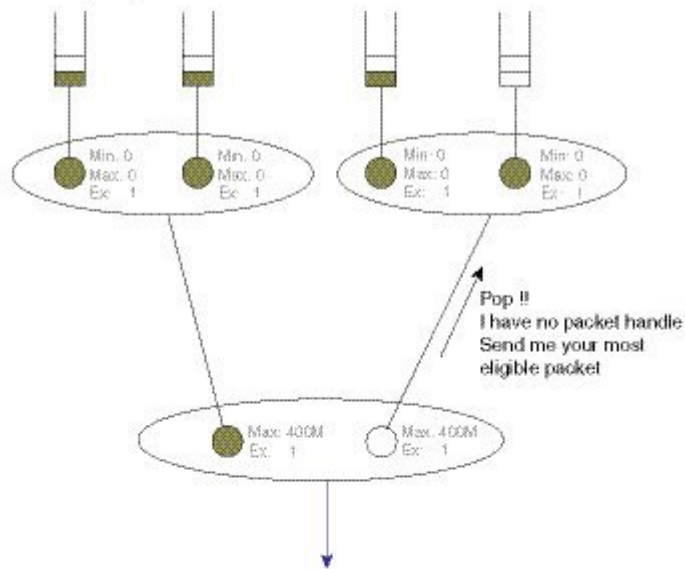 Min. 0
Max. 0
Ex: 1
Min. 0
Max. 0
Ex: 1
Min: 0
Max: 0
Ex: 1
Min: 0
Max: 0
Ex: 1
Pop !!
I have no packet handle
Send me your most
eligible packet
Max: 400M
Ex: 1
Max. 400M
Ex: 1